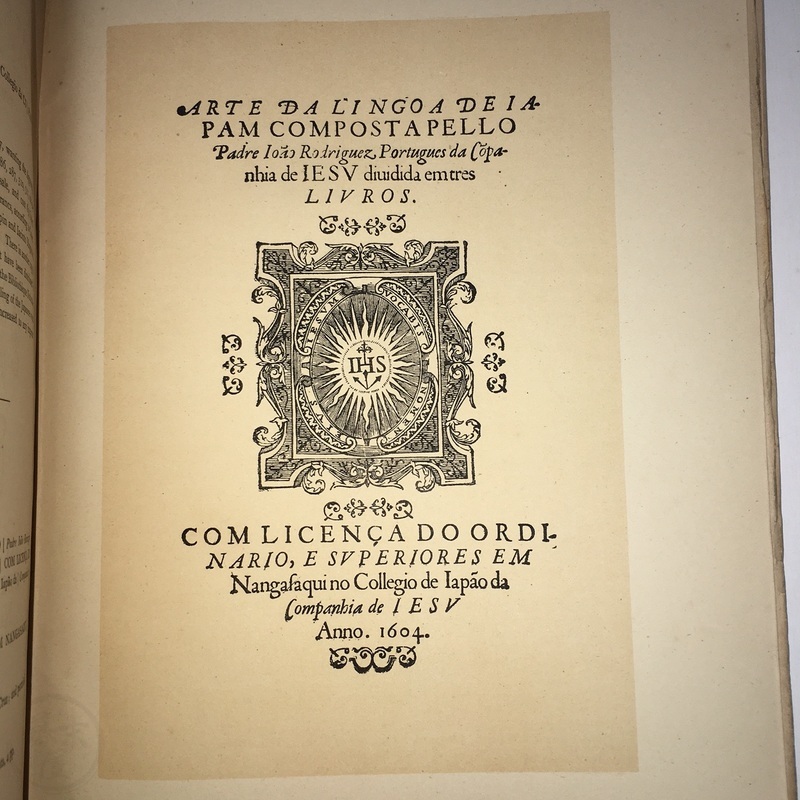 ARTE DA LINGOA DE IA-
PAM COMPOSTA PELLO
Padre Ioão Rodriguez Portugues da Cõpa-
nhia de IESV diuidida em tres
LIVROS.
VOCABIS
NOMEN
IHS
COM LICENÇA DO ORDI-
NARIO, E SVPERIORES EM
Nangasaqui no Collegio de Iapão da
Companhia de IESV
Anno. 1604.